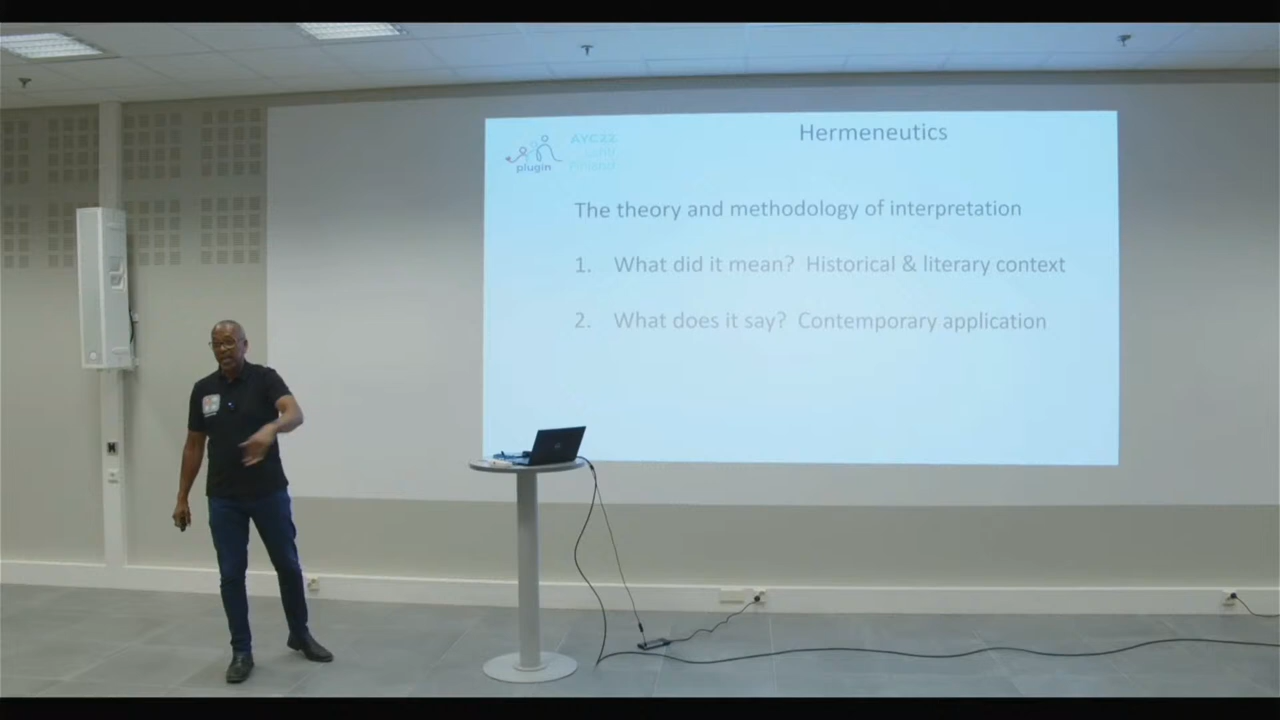 Hermeneutics
plugin
AYC22
The theory and methodology of interpretation
1. What did it mean? Historical & literary context
2. What does it say? Contemporary application